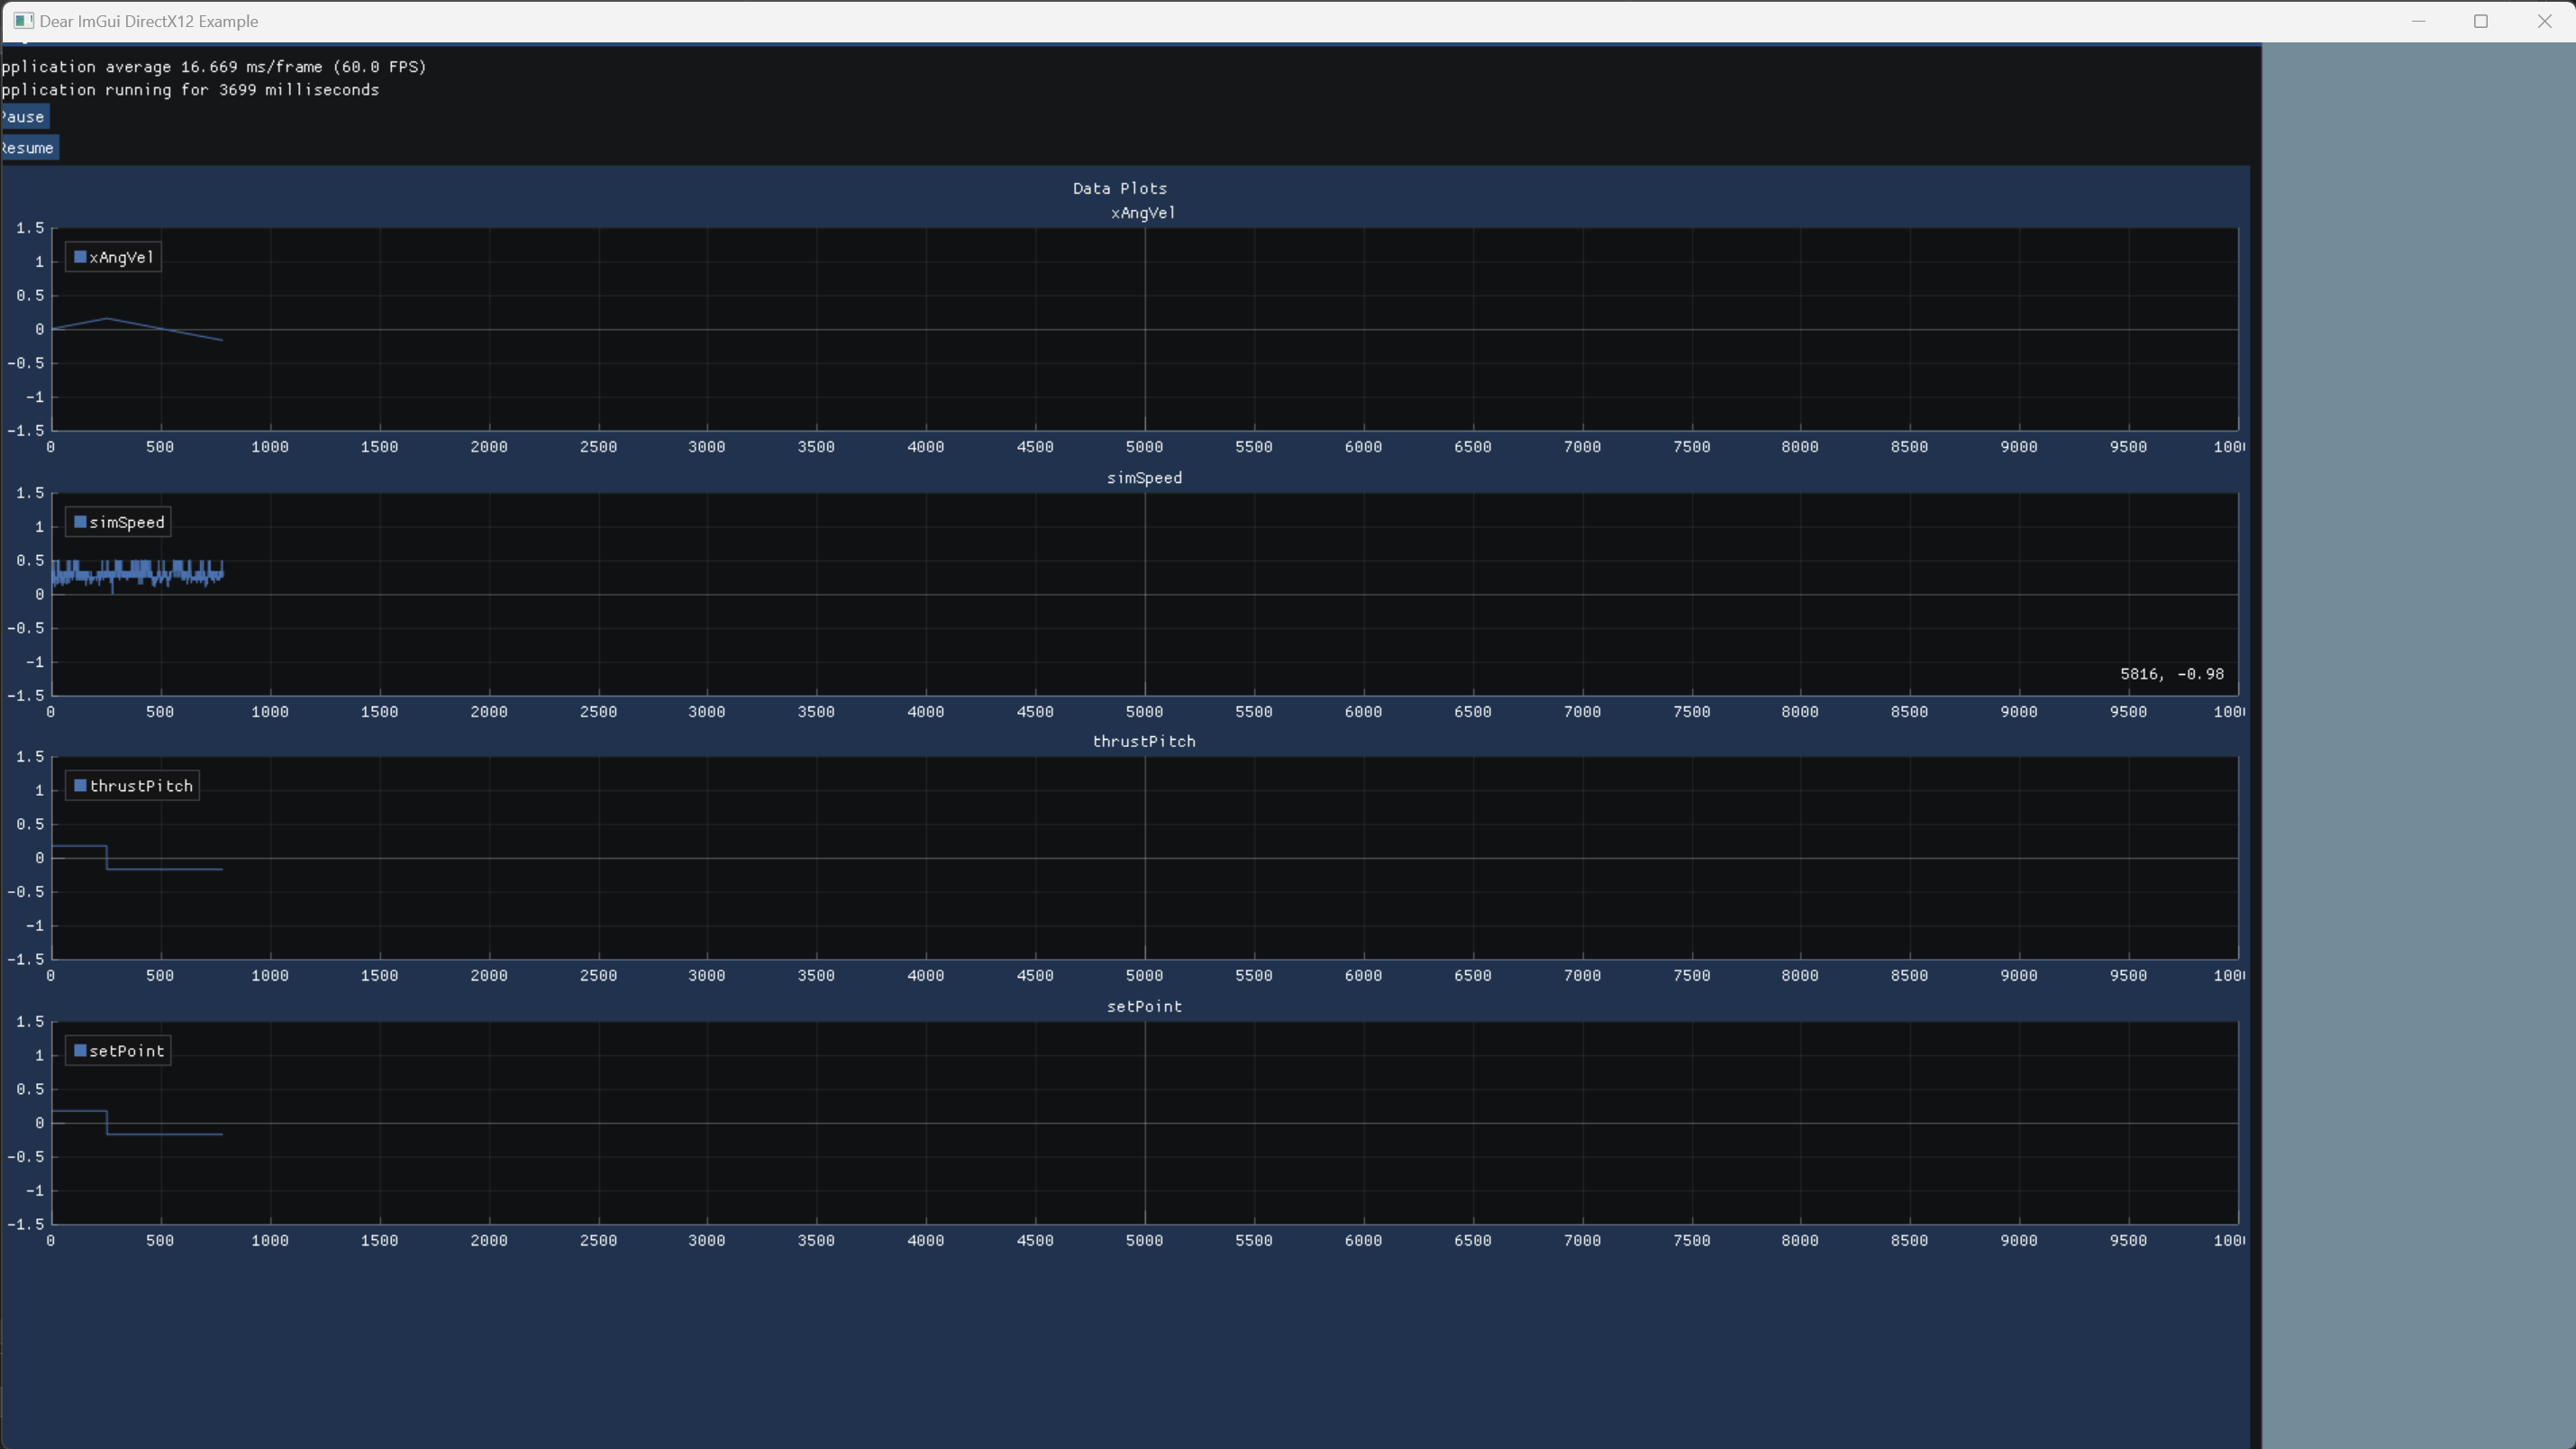 Dear ImGui DirectX12 Example
pplication average 16.669 ms/frame (60.0 FPS)
pplication running for 3699 milliseconds
Pause
Resume
Data Plots
xAngVel
1.5
xAngVel
1
0.5
0
-0.5
-1
-1.5
0 500 1000 1500 2000 2500 3000 3500 4000 4500 5000 5500 6000 6500 7000 7500 8000 8500 9000 9500 100
simSpeed
1.5
simSpeed
1
0.5
0
-0.5
-1
5816, -0.98
-1.5
0 500 1000 1500 2000 2500 3000 3500 4000 4500 5000 5500 6000 6500 7000 7500 8000 8500 9000 9500 100
thrustPitch
1.5
thrustPitch
1
0.5
0
-0.5
-1
-1.5
0 500 1000 1500 2000 2500 3000 3500 4000 4500 5000 5500 6000 6500 7000 7500 8000 8500 9000 9500 100
setPoint
1.5
setPoint
1
0.5
0
-0.5
-1
-1.5
0 500 1000 1500 2000 2500 3000 3500 4000 4500 5000 5500 6000 6500 7000 7500 8000 8500 9000 9500 100